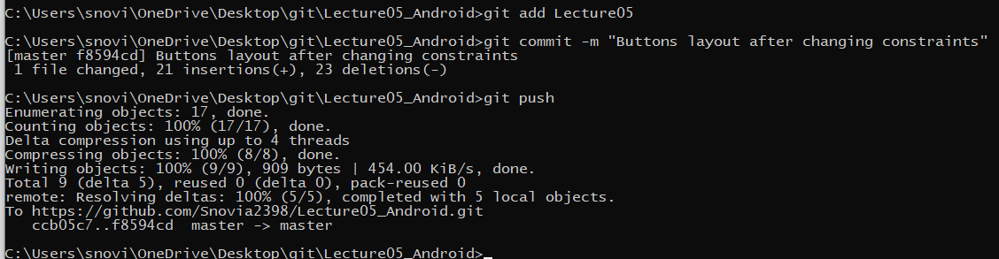 C:\Users\snovi\OneDrive\Desktop\git\Lecture05_Android>git add Lecture05
C:\Users\snovi\OneDrive\Desktop\git\Lecture05_Android>git commit -m "Buttons layout after changing constraints"
[master f8594cd] Buttons layout after changing constraints
 1 file changed, 21 insertions(+), 23 deletions(-)
C:\Users\snovi\OneDrive\Desktop\git\Lecture05_Android>git push
Enumerating objects: 17, done.
Counting objects: 100% (17/17), done.
Delta compression using up to 4 threads
Compressing objects: 100% (8/8), done.
Writing objects: 100% (9/9), 909 bytes | 454.00 KiB/s, done.
Total 9 (delta 5), reused 0 (delta 0), pack-reused 0
remote: Resolving deltas: 100% (5/5), completed with 5 local objects.
To https://github.com/Snovia2398/Lecture05_Android.git
   ccb05c7..f8594cd  master -> master
C:\Users\snovi\OneDrive\Desktop\git\Lecture05_Android>